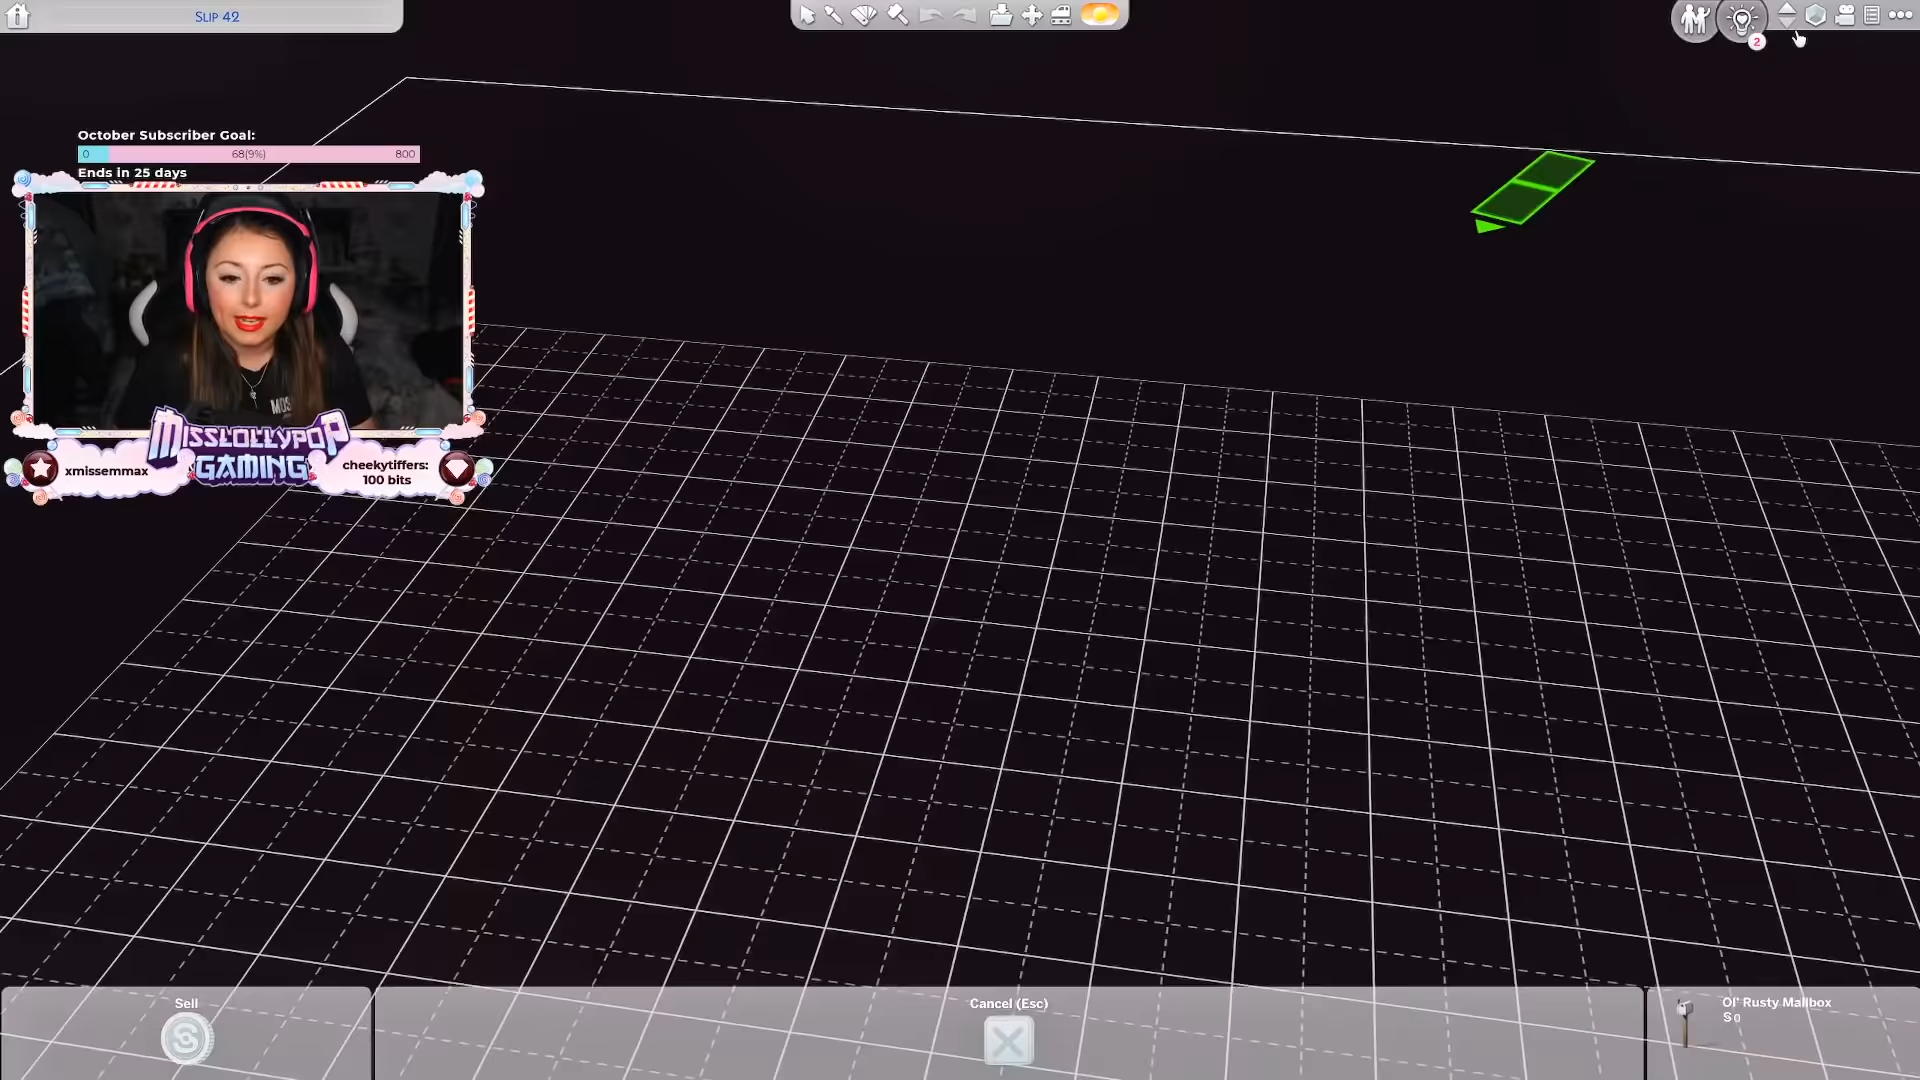 SLIP 42
2
October Subscriber Goal:
0 68(9%) 800
Ends in 25 days
MOS
MISSLOLLYPOP
GAMING
xmissemmax
cheekytiffers:
100 bits
Sell
Cancel (Esc)
Ol' Rusty Mailbox
§0